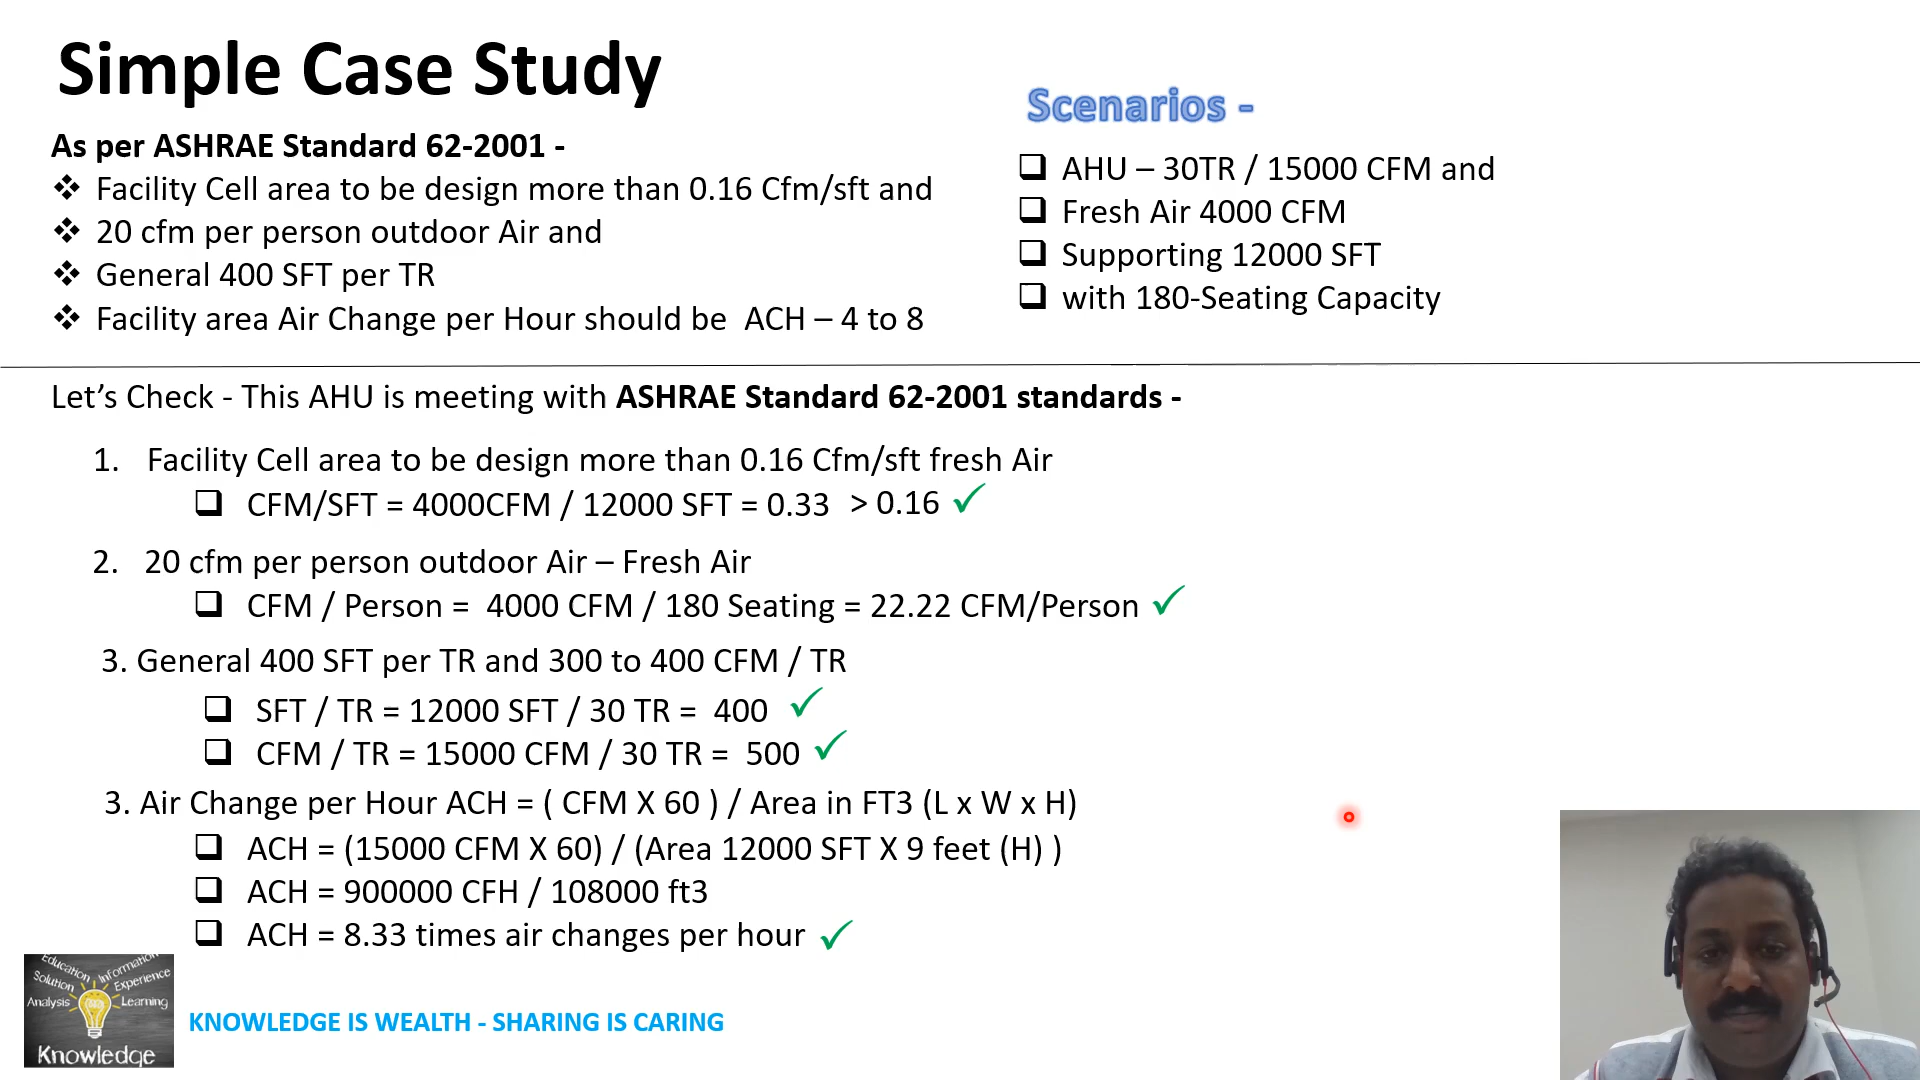 Simple Case Study
As per ASHRAE Standard 62-2001 -
Facility Cell area to be design more than 0.16 Cfm/sft and
20 cfm per person outdoor Air and
General 400 SFT per TR
Facility area Air Change per Hour should be  ACH – 4 to 8
Scenarios -
AHU – 30TR / 15000 CFM and
Fresh Air 4000 CFM
Supporting 12000 SFT
with 180-Seating Capacity
Let’s Check - This AHU is meeting with ASHRAE Standard 62-2001 standards -
1. Facility Cell area to be design more than 0.16 Cfm/sft fresh Air
CFM/SFT = 4000CFM / 12000 SFT = 0.33 > 0.16 ✓
2. 20 cfm per person outdoor Air – Fresh Air
CFM / Person = 4000 CFM / 180 Seating = 22.22 CFM/Person ✓
3. General 400 SFT per TR and 300 to 400 CFM / TR
SFT / TR = 12000 SFT / 30 TR = 400 ✓
CFM / TR = 15000 CFM / 30 TR = 500 ✓
3. Air Change per Hour ACH = ( CFM X 60 ) / Area in FT3 (L x W x H)
ACH = (15000 CFM X 60) / (Area 12000 SFT X 9 feet (H) )
ACH = 900000 CFH / 108000 ft3
ACH = 8.33 times air changes per hour ✓
Education Information
Solution Experience
Analysis Learning
Knowledge
KNOWLEDGE IS WEALTH - SHARING IS CARING